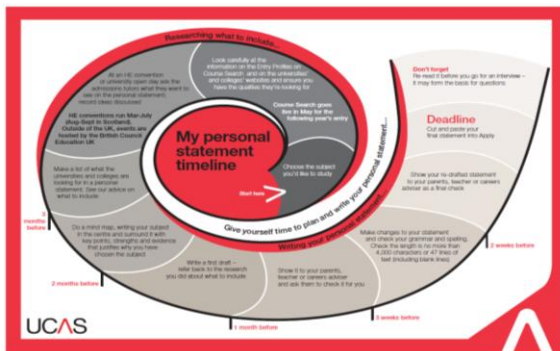 Researching what to include...
My personal
statement
timeline
Start here
Choose the subject
you'd like to study
Course Search goes
live in May for the
following year's entry
Look carefully at the
information on the Entry Profiles on
Course Search, and on the universities'
and colleges' websites and ensure you
have the qualities they're looking for
At an HE convention
or university open day ask the
admissions tutors what they want to
see on the personal statement,
record ideas discussed
HE conventions run Mar-July
(Aug-Sept in Scotland).
Outside of the UK, events are
hosted by the British Council
Education UK
Make a list of what the
universities and colleges are
looking for in a personal
statement. See our advice on
what to include
3
months before
Do a mind map, writing your subject
in the centre and surround it with
key points, strengths and evidence
that justifies why you have
chosen the subject
2 months before
Give yourself time to plan and write your personal statement...
Writing your personal statement...
Write a first draft –
refer back to the research
you did about what to include
1 month before
Show it to your parents,
teacher or careers adviser
and ask them to check it for you
3 weeks before
Make changes to your statement
and check your grammar and spelling.
Check the length is no more than
4,000 characters or 47 lines of
text (including blank lines)
2 weeks before
Show your re-drafted statement
to your parents, teacher or careers
adviser as a final check
Deadline
Cut and paste your
final statement into Apply
Don't forget
Re-read it before you go for an interview –
it may form the basis for questions
UCAS